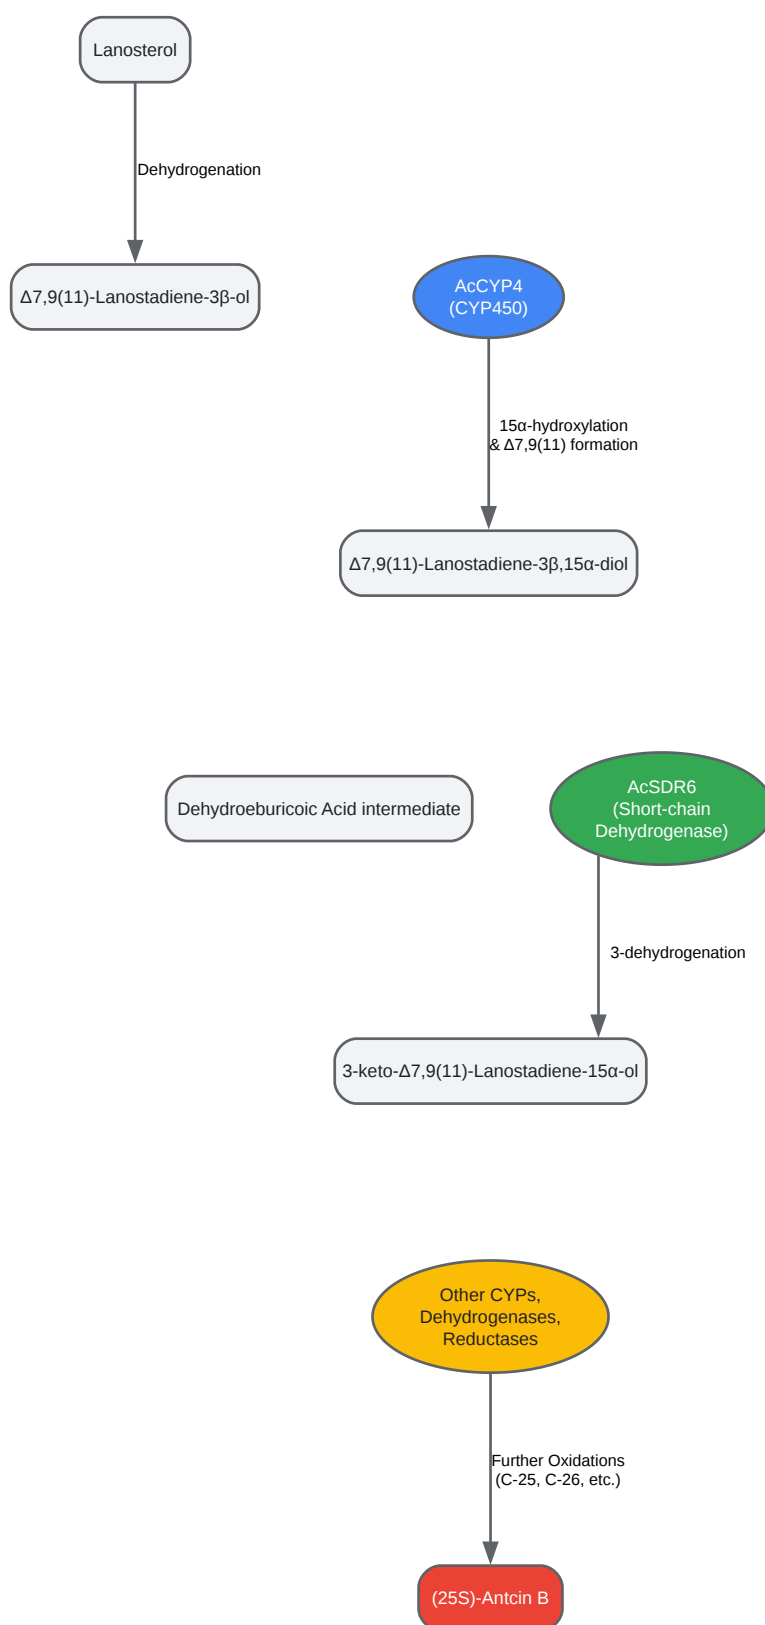 Lanosterol
Dehydrogenation
Δ7,9(11)-Lanostadiene-3β-ol
AcCYP4
(CYP450)
15α-hydroxylation
& Δ7,9(11) formation
Δ7,9(11)-Lanostadiene-3β,15α-diol
Dehydroeburicoic Acid intermediate
AcSDR6
(Short-chain
Dehydrogenase)
3-dehydrogenation
3-keto-Δ7,9(11)-Lanostadiene-15α-ol
Other CYPs,
Dehydrogenases,
Reductases
Further Oxidations
(C-25, C-26, etc.)
(25S)-Antcin B